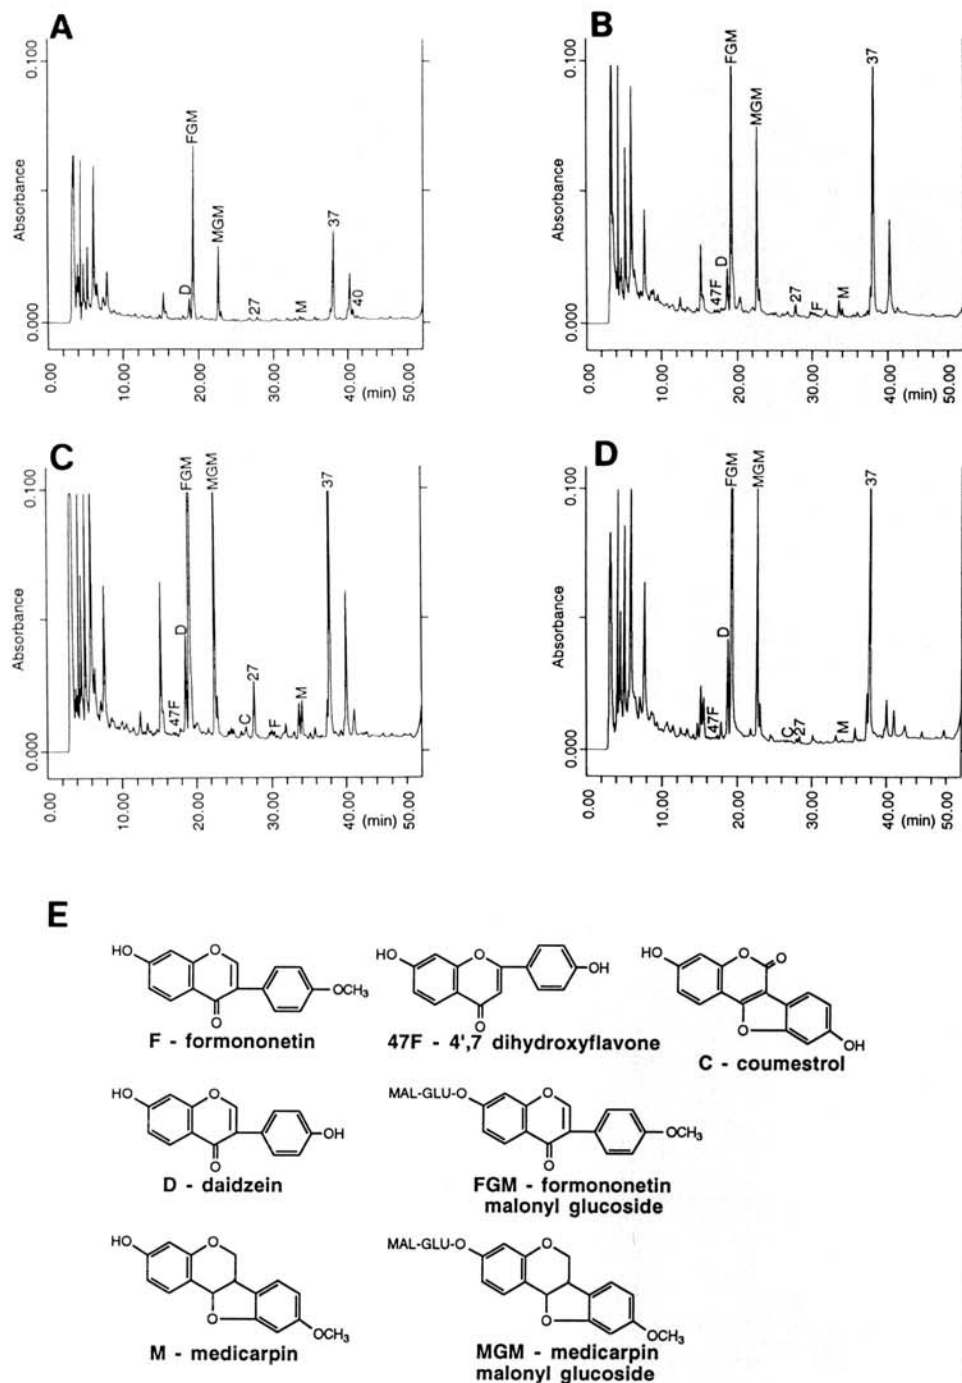 A
Absorbance
0.100
0.000
D
FGM
MGM
27
M
37
40
0.00
10.00
20.00
30.00
40.00
(min)
50.00
B
Absorbance
0.100
0.000
47F
D
FGM
MGM
27
F
M
37
0.00
10.00
20.00
30.00
40.00
(min)
50.00
C
Absorbance
0.100
0.000
47F
D
FGM
MGM
C
27
F
M
37
0.00
10.00
20.00
30.00
40.00
(min)
50.00
D
Absorbance
0.100
0.000
47F
D
FGM
MGM
C
27
M
37
0.00
10.00
20.00
30.00
40.00
(min)
50.00
E
HO
O
O
OCH3
F - formononetin
HO
O
OH
O
47F - 4',7 dihydroxyflavone
HO
O
O
O
OH
C - coumestrol
HO
O
O
OH
D - daidzein
MAL-GLU-O
O
O
OCH3
FGM - formononetin
malonyl glucoside
HO
O
O
OCH3
M - medicarpin
MAL-GLU-O
O
O
OCH3
MGM - medicarpin
malonyl glucoside